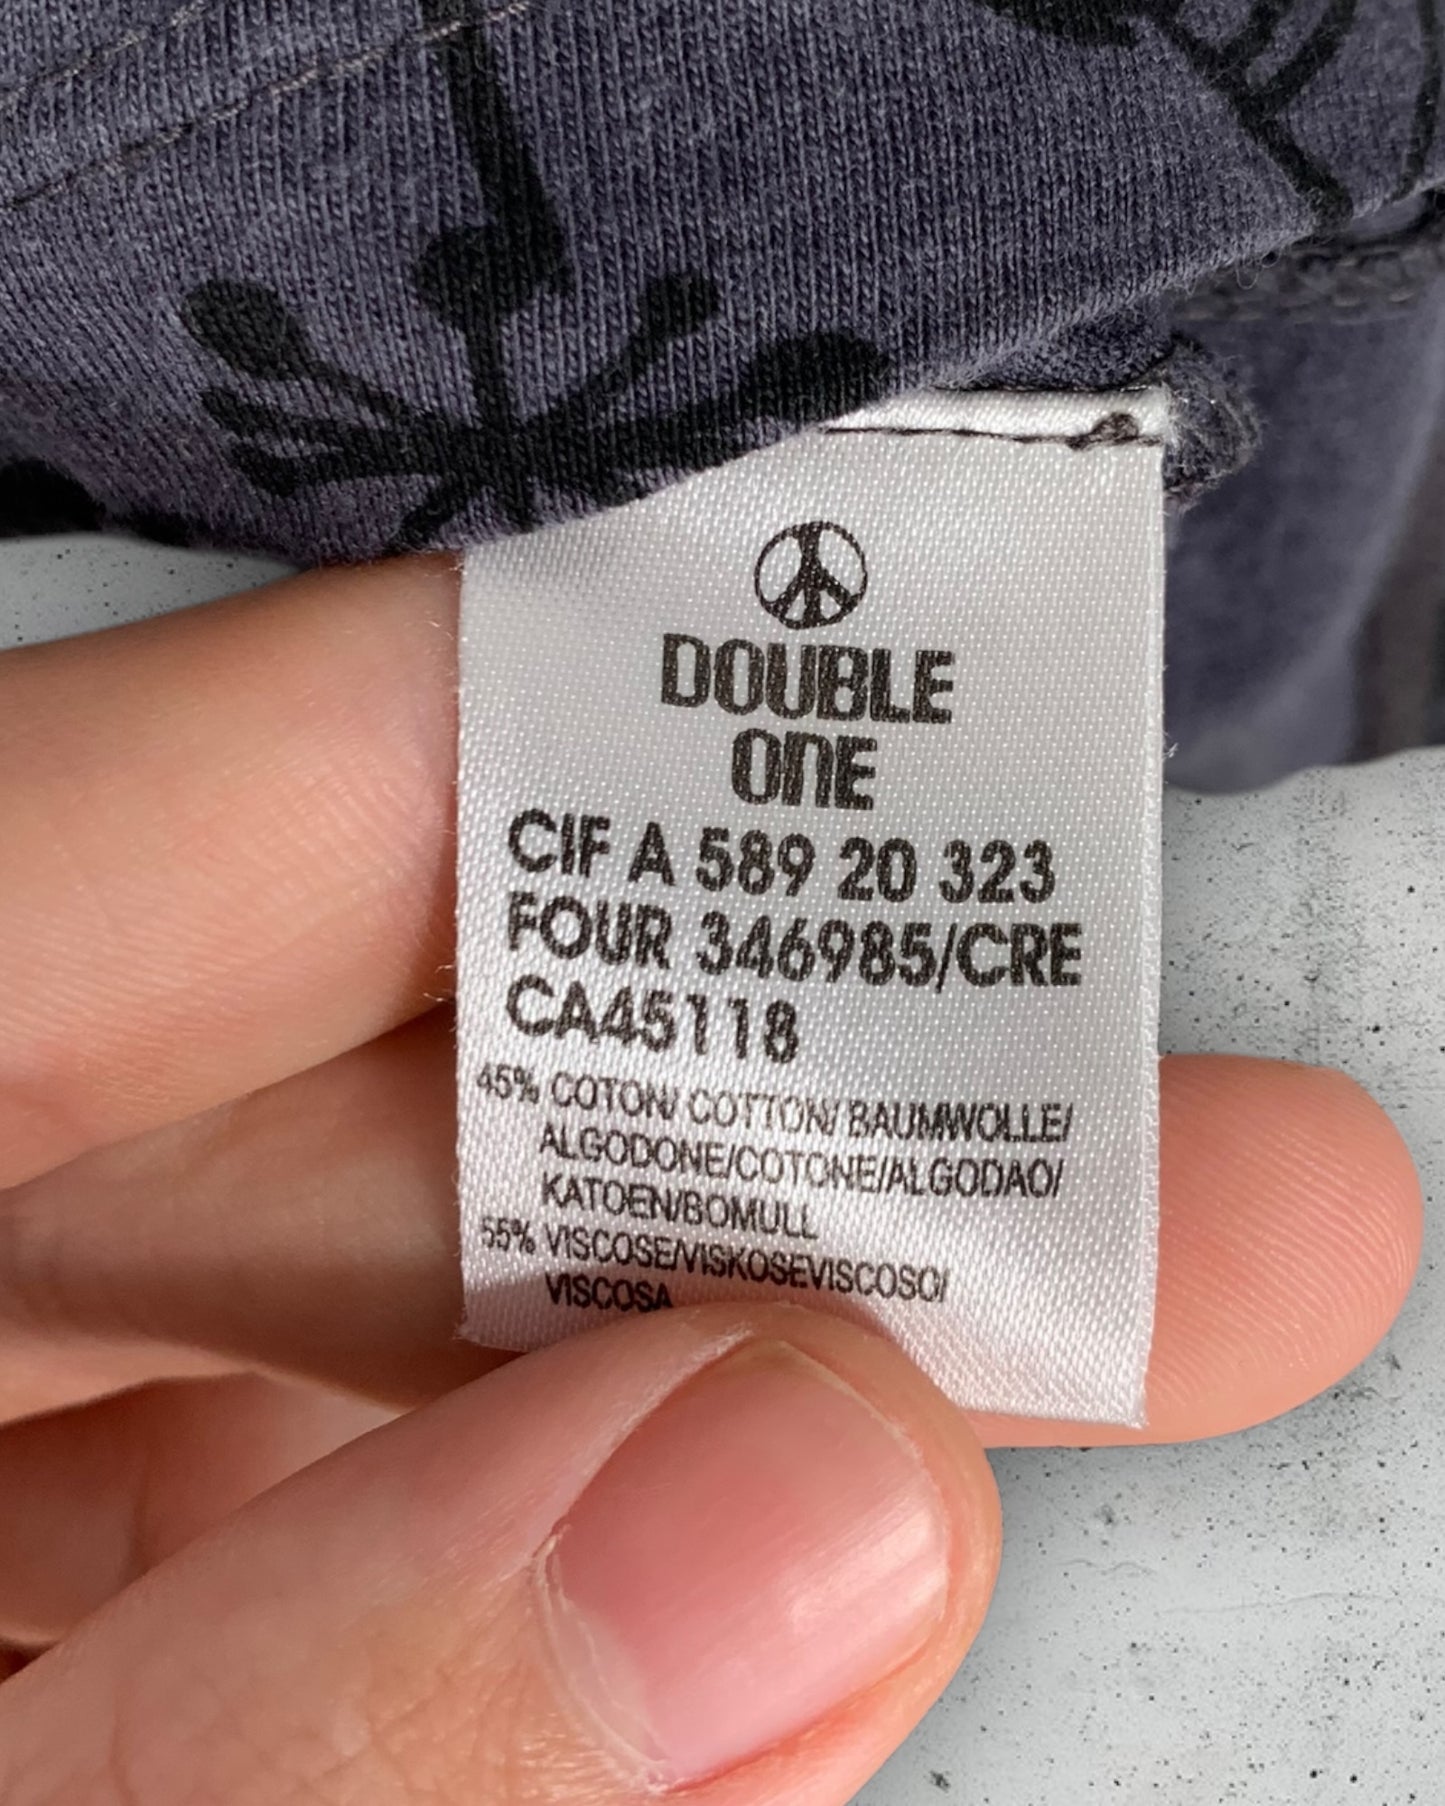 DOUBLE
ONE
CIF A 589 20 323
FOUR 346985/CRE
CA45118
45% COTON/ COTTON/ BAUMWOLLE/
ALGODONE/COTONE/ALGODAO/
KATOEN/BOMULL
55% VISCOSE/VISKOSEVISCOSO/
VISCOSA